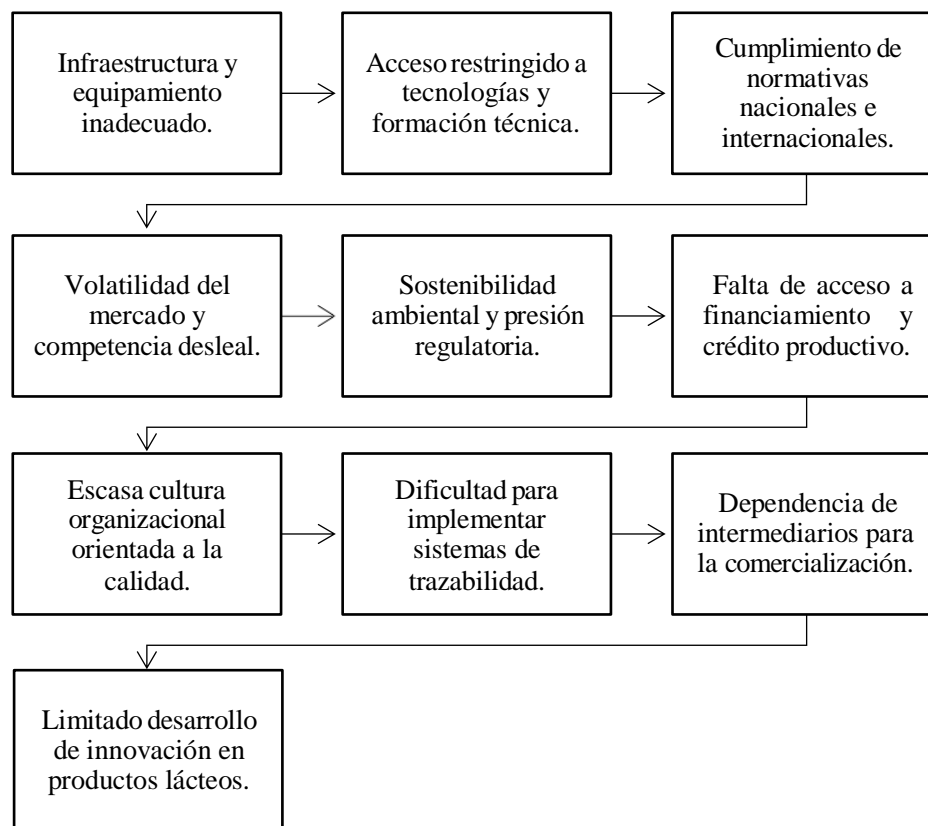 Infraestructura y
equipamiento
inadecuado.
Acceso restringido a
tecnologías y
formación técnica.
Cumplimiento de
normativas
nacionales e
internacionales.
Volatilidad del
mercado y
competencia desleal.
Sostenibilidad
ambiental y presión
regulatoria.
Falta de acceso a
financiamiento y
crédito productivo.
Escasa cultura
organizacional
orientada a la
calidad.
Dificultad para
implementar
sistemas de
trazabilidad.
Dependencia de
intermediarios para
la comercialización.
Limitado desarrollo
de innovación en
productos lácteos.